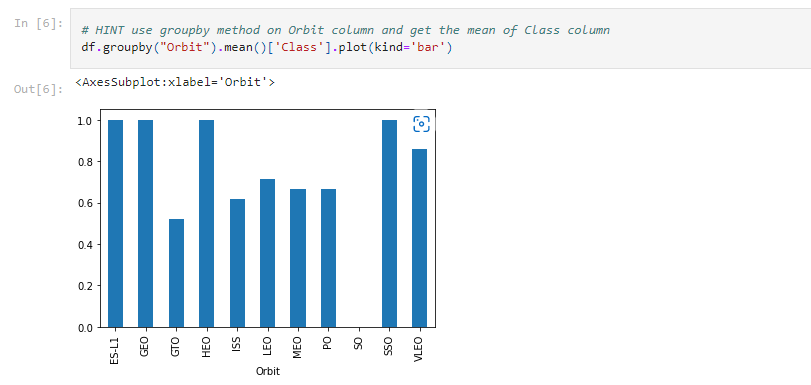 In [6]:
# HINT use groupby method on Orbit column and get the mean of Class column
df.groupby("Orbit").mean()['Class'].plot(kind='bar')
<AxesSubplot:xlabel='Orbit'>
Out[6]:
1.0
0.8
0.6
0.4
0.2
0.0
ES-L1
GEO
GTO
HEO
ISS
LEO
MEO
PO
SO
SSO
VLEO
Orbit